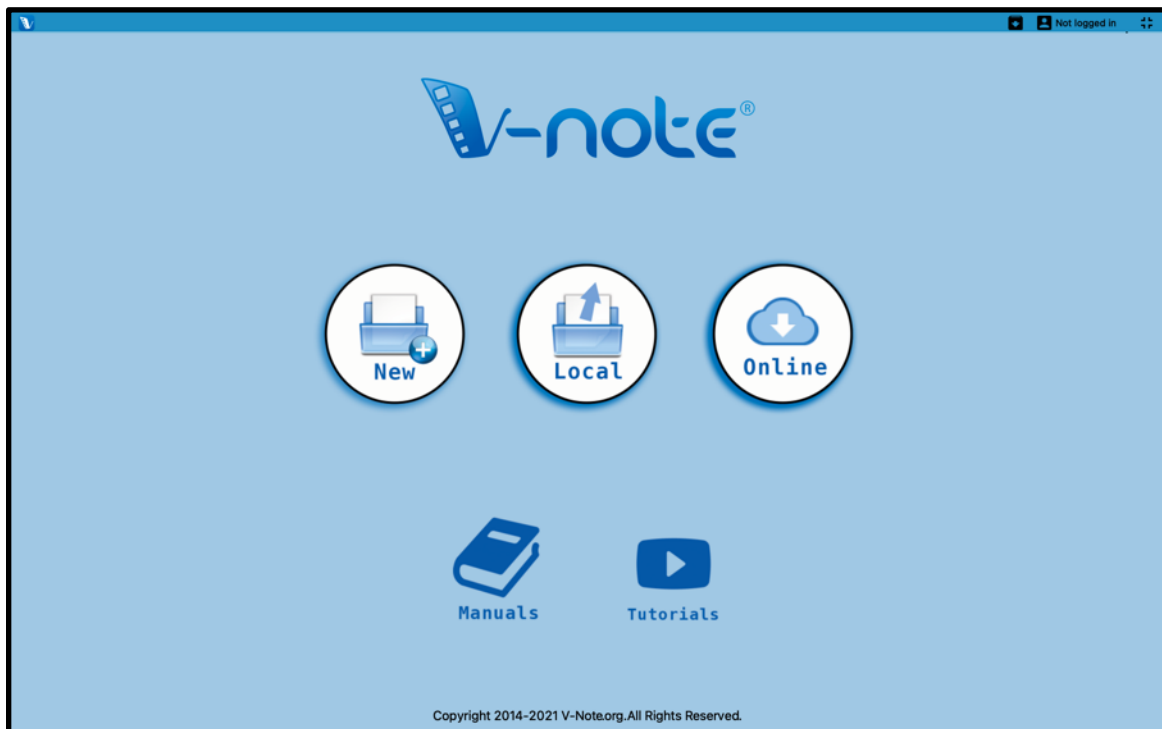 Not logged in
V-note®
New
Local
Online
Manuals
Tutorials
Copyright 2014-2021 V-Note.org.All Rights Reserved.